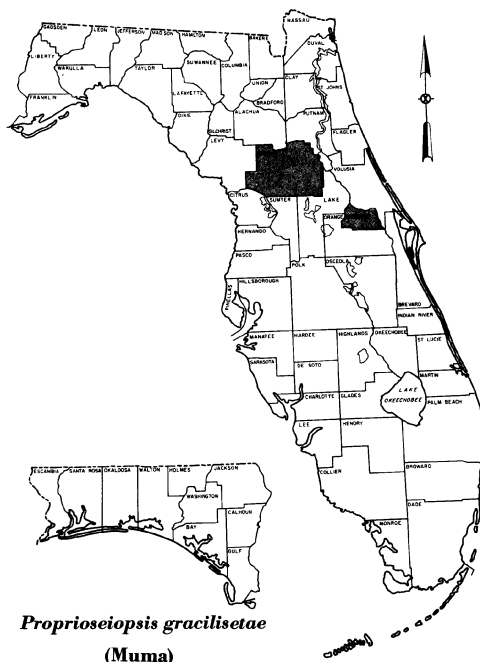 NASSAU
GADSDEN LEON JEFFERSON MADISON HAMILTON
BAKER DUVAL
LIBERTY
WAKULLA TAYLOR SUWANNEE COLUMBIA
UNION CLAY ST JOHNS
LAFAYETTE BRADFORD
FRANKLIN
DIXIE ALACHUA PUTNAM
GILCHRIST FLAGLER
LEVY
VOLUSIA
CITRUS SUMTER LAKE
ORANGE
HERNANDO
PASCO OSCEOLA
POLK
HILLSBOROUGH
PINELLAS
BREVARD
INDIAN RIVER
MANATEE HARDEE HIGHLANDS OKEECHOBEE
ST LUCIE
SARASOTA DE SOTO
MARTIN
CHARLOTTE GLADES LAKE OKEECHOBEE PALM BEACH
LEE HENDRY
COLLIER BROWARD
DADE
MONROE
ESCAMBIA SANTA ROSA OKALOOSA WALTON HOLMES JACKSON
WASHINGTON
BAY CALHOUN
GULF
Proprioseiopsis gracilisetae
(Muma)